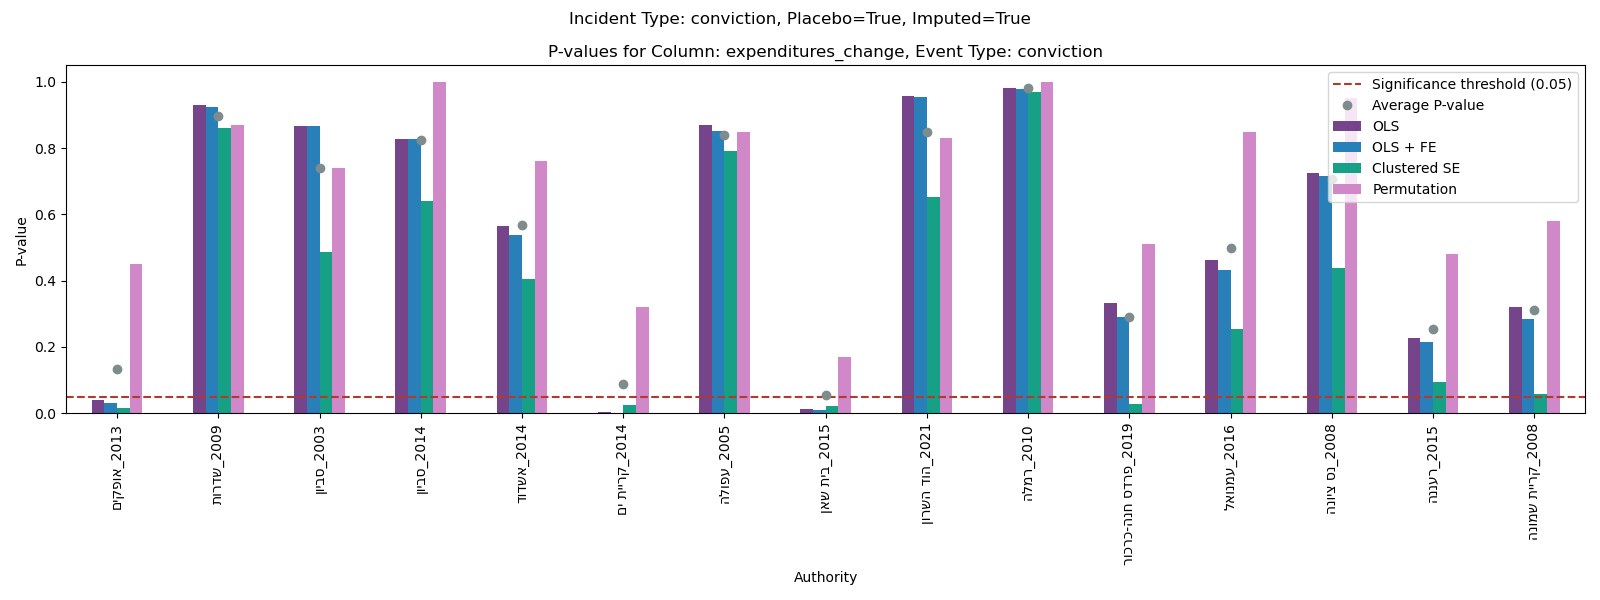 Incident Type: conviction, Placebo=True, Imputed=True
P-values for Column: expenditures_change, Event Type: conviction
P-value
1.0
0.8
0.6
0.4
0.2
0.0
Significance threshold (0.05)
Average P-value
OLS
OLS + FE
Clustered SE
Permutation
אופקים_2013
שדרות_2009
סביון_2003
סביון_2014
אשדוד_2014
קריית ים_2014
עפולה_2005
בית שאן_2015
הוד השרון_2021
רמלה_2010
פרדס חנה-כרכור_2019
עמנואל_2016
נס ציונה_2008
רעננה_2015
קריית שמונה_2008
Authority